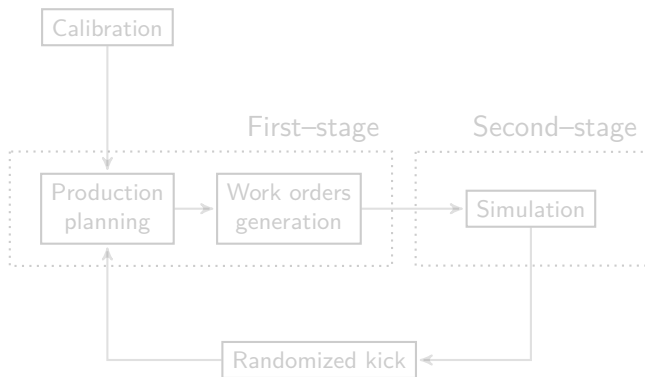 Calibration
First–stage
Second–stage
Production
planning
Work orders
generation
Simulation
Randomized kick